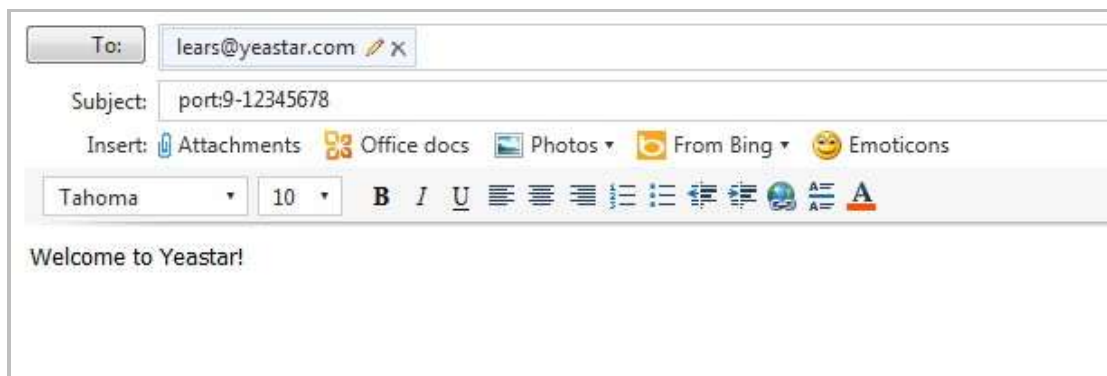 To: lears@yeastar.com
Subject: port:9-12345678
Insert: Attachments Office docs Photos From Bing Emoticons
Tahoma 10 B I U A
Welcome to Yeastar!